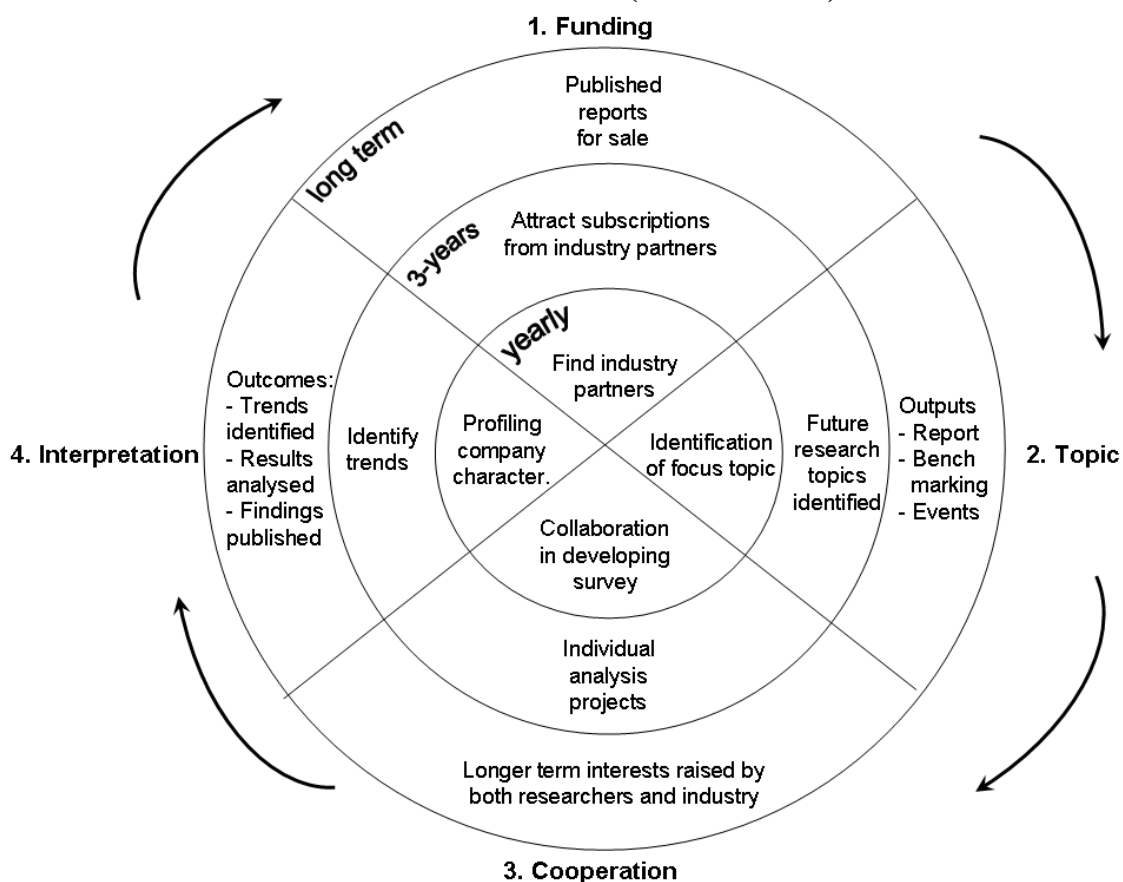 1. Funding
Published
reports
for sale
long term
Attract subscriptions
from industry partners
3-years
yearly
Find industry
partners
Outcomes:
- Trends
identified
- Results
analysed
- Findings
published
Identify
trends
Profiling
company
character.
Identification
of focus topic
Future
research
topics
identified
Outputs
- Report
- Bench
marking
- Events
4. Interpretation
2. Topic
Collaboration
in developing
survey
Individual
analysis
projects
Longer term interests raised by
both researchers and industry
3. Cooperation